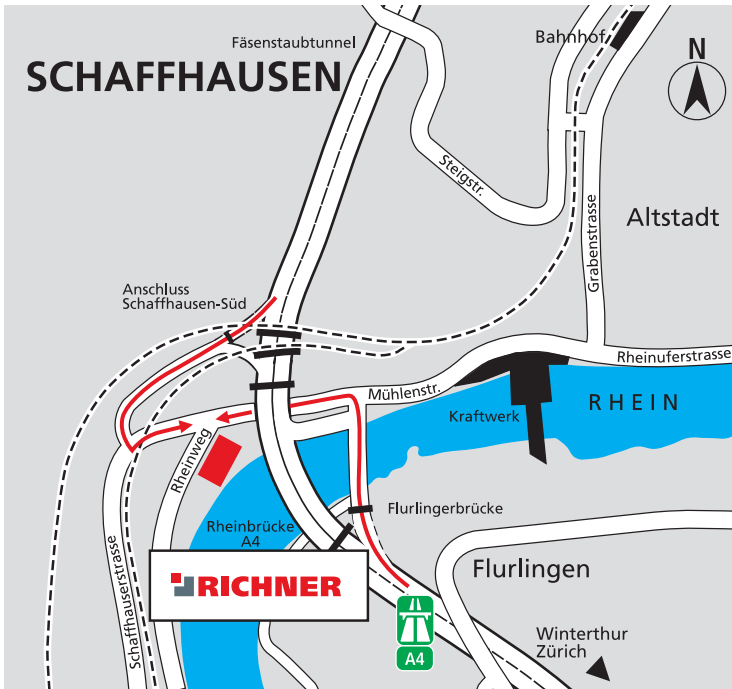 Fäsenstaubtunnel
Bahnhof
SCHAFFHAUSEN
N
Steigstr.
Altstadt
Grabenstrasse
Anschluss
Schaffhausen-Süd
Rheinuferstrasse
Mühlenstr.
RHEIN
Kraftwerk
Rheinweg
Flurlingerbrücke
Rheinbrücke
A4
Schaffhauserstrasse
RICHNER
Flurlingen
A4
Winterthur
Zürich